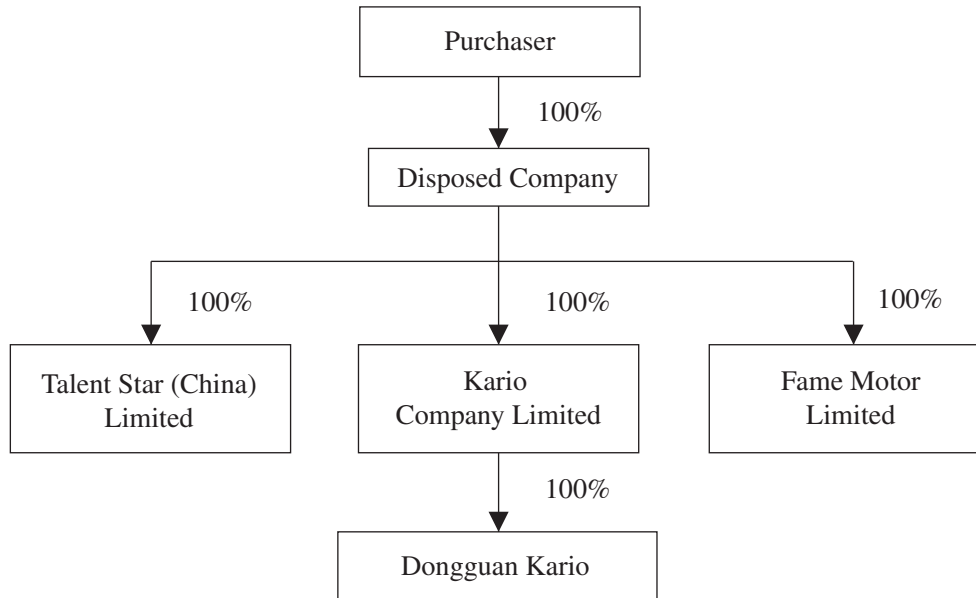 Purchaser
100%
Disposed Company
100%
100%
100%
Talent Star (China)
Limited
Kario
Company Limited
Fame Motor
Limited
100%
Dongguan Kario